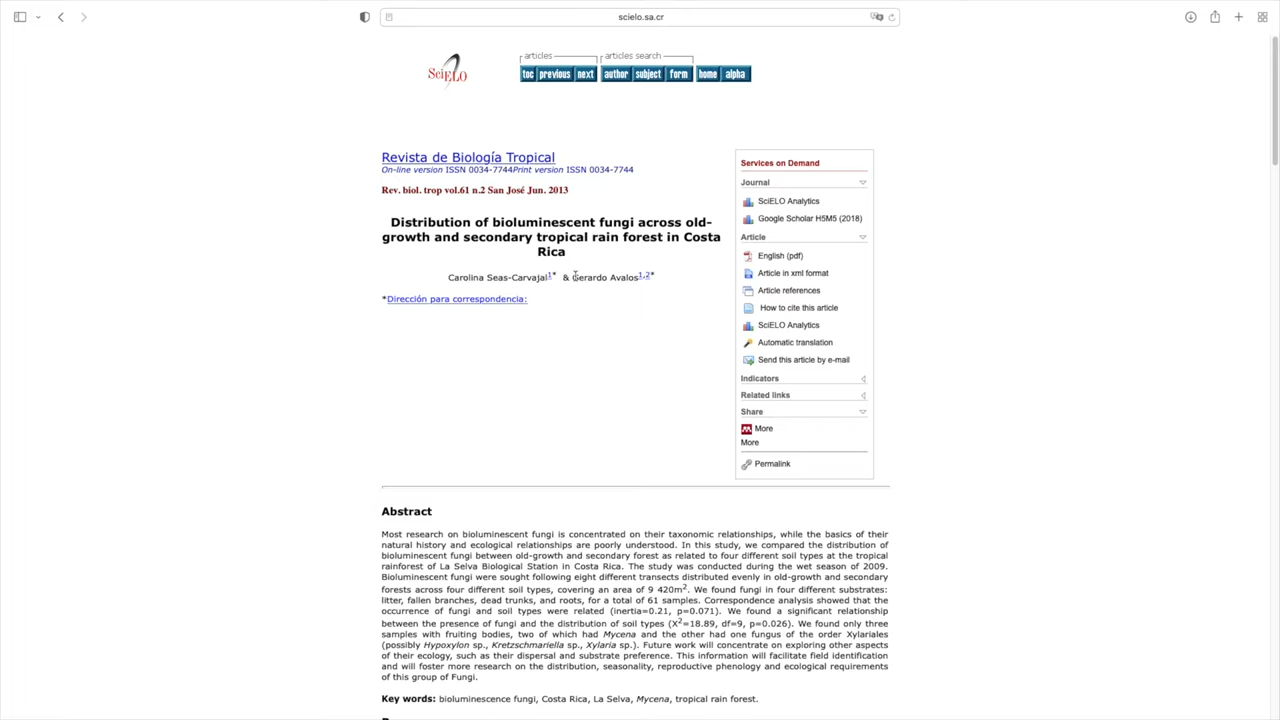 scielo.sa.cr
SciELO
articles
articles search
toc previous next author subject form home alpha
Revista de Biología Tropical
On-line version ISSN 0034-7744Print version ISSN 0034-7744
Rev. biol. trop vol.61 n.2 San José Jun. 2013
Distribution of bioluminescent fungi across old-
growth and secondary tropical rain forest in Costa
Rica
Carolina Seas-Carvajal1* & Gerardo Avalos1,2*
*Dirección para correspondencia:
Services on Demand
Journal
SciELO Analytics
Google Scholar H5M5 (2018)
Article
English (pdf)
Article in xml format
Article references
How to cite this article
SciELO Analytics
Automatic translation
Send this article by e-mail
Indicators
Related links
Share
More
More
Permalink
Abstract
Most research on bioluminescent fungi is concentrated on their taxonomic relationships, while the basics of their
natural history and ecological relationships are poorly understood. In this study, we compared the distribution of
bioluminescent fungi between old-growth and secondary forest as related to four different soil types at the tropical
rainforest of La Selva Biological Station in Costa Rica. The study was conducted during the wet season of 2009.
Bioluminescent fungi were sought following eight different transects distributed evenly in old-growth and secondary
forests across four different soil types, covering an area of 9 420m2. We found fungi in four different substrates:
litter, fallen branches, dead trunks, and roots, for a total of 61 samples. Correspondence analysis showed that the
occurrence of fungi and soil types were related (inertia=0.21, p=0.071). We found a significant relationship
between the presence of fungi and the distribution of soil types (X2=18.89, df=9, p=0.026). We found only three
samples with fruiting bodies, two of which had Mycena and the other had one fungus of the order Xylariales
(possibly Hypoxylon sp., Kretzschmariella sp., Xylaria sp.). Future work will concentrate on exploring other aspects
of their ecology, such as their dispersal and substrate preference. This information will facilitate field identification
and will foster more research on the distribution, seasonality, reproductive phenology and ecological requirements
of this group of Fungi.
Key words: bioluminescence fungi, Costa Rica, La Selva, Mycena, tropical rain forest.